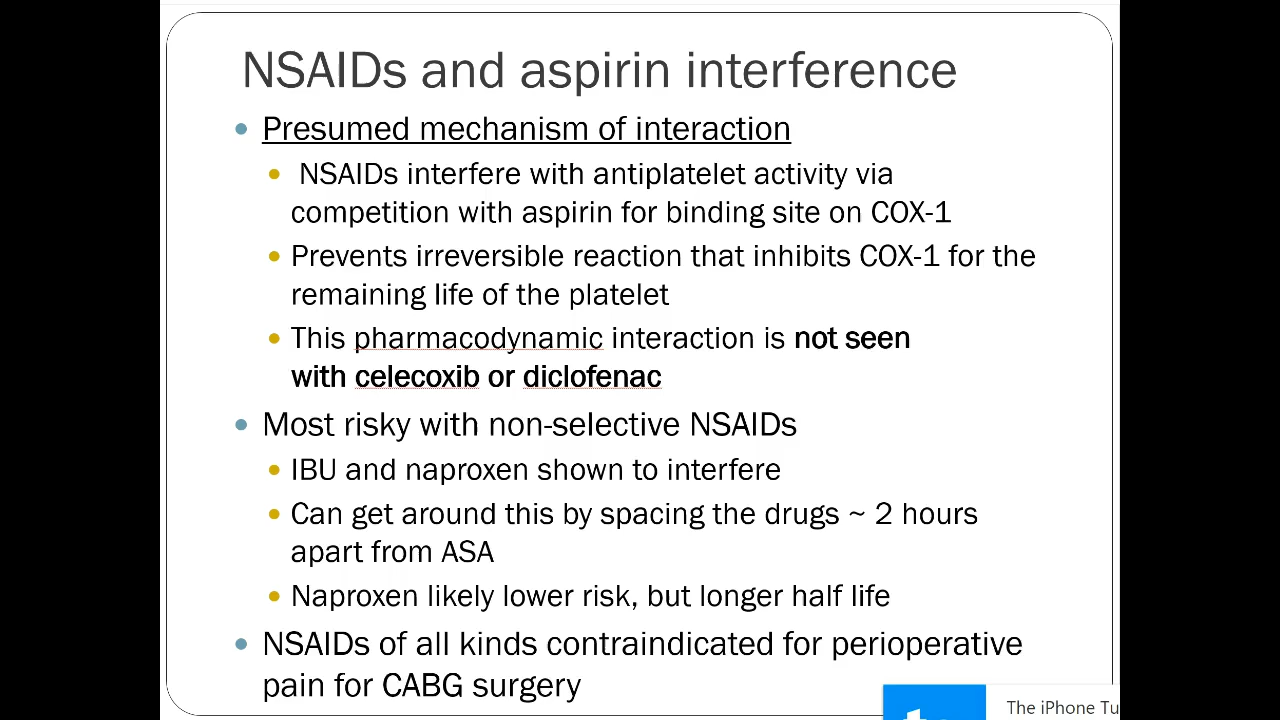 NSAIDs and aspirin interference
• Presumed mechanism of interaction
• NSAIDs interfere with antiplatelet activity via
competition with aspirin for binding site on COX-1
• Prevents irreversible reaction that inhibits COX-1 for the
remaining life of the platelet
• This pharmacodynamic interaction is not seen
with celecoxib or diclofenac
• Most risky with non-selective NSAIDs
• IBU and naproxen shown to interfere
• Can get around this by spacing the drugs ~ 2 hours
apart from ASA
• Naproxen likely lower risk, but longer half life
• NSAIDs of all kinds contraindicated for perioperative
pain for CABG surgery
The iPhone Tu